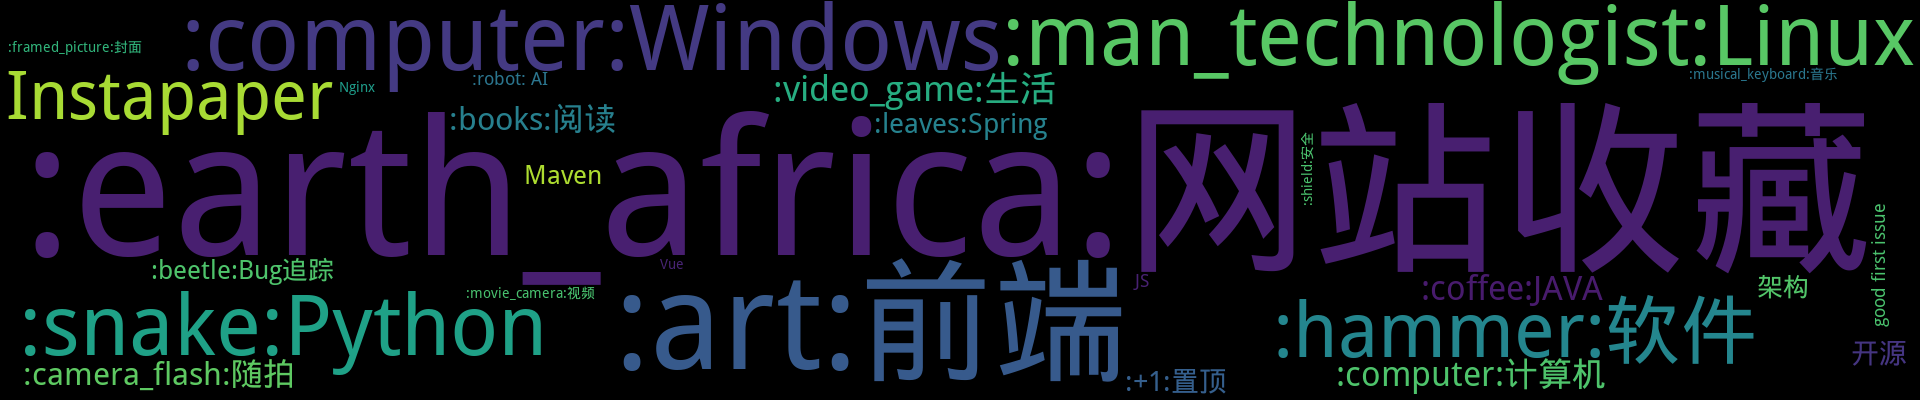 :computer:Windows
:man_technologist:Linux
:framed_picture:封面
Instapaper
Nginx
:robot: AI
:video_game:生活
:musical_keyboard:音乐
:books:阅读
:leaves:Spring
:earth_africa:网站收藏
Maven
:shield:安全
good first issue
:beetle:Bug追踪
Vue
JS
:coffee:JAVA
架构
:movie_camera:视频
:snake:Python
:art:前端
:hammer:软件
开源
:camera_flash:随拍
:+1:置顶
:computer:计算机